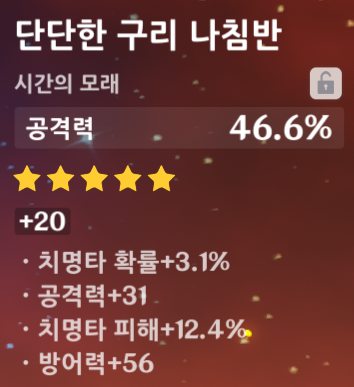 단단한 구리 나침반
시간의 모래
공격력 46.6%
+20
· 치명타 확률+3.1%
· 공격력+31
· 치명타 피해+12.4%
· 방어력+56